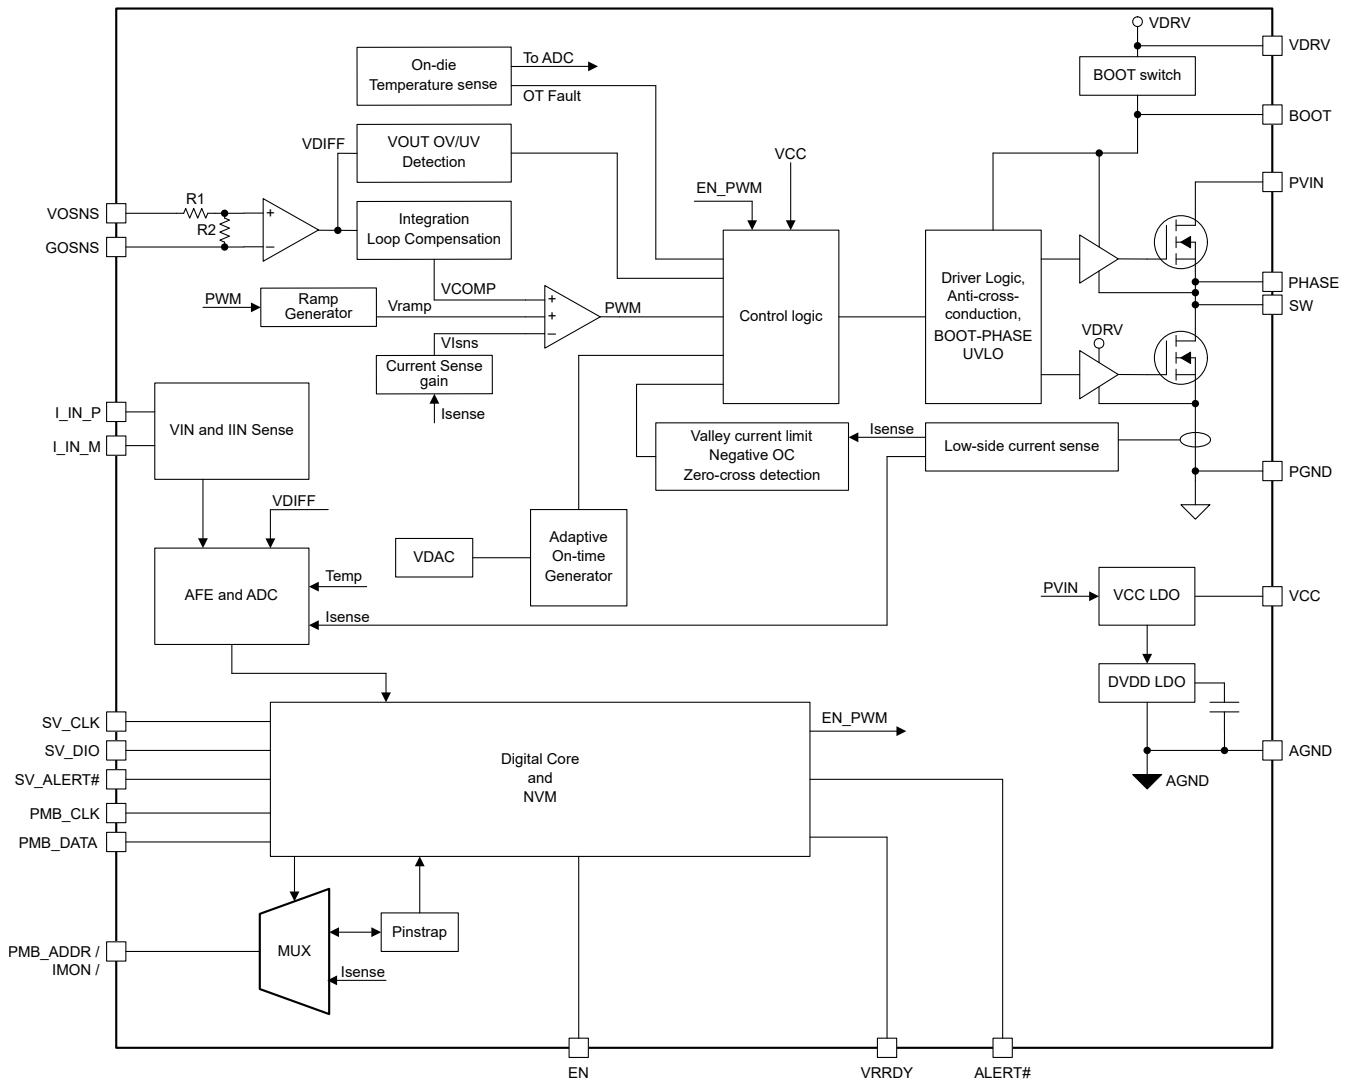 VDRV
VDRV
BOOT switch
BOOT
On-die
Temperature sense
To ADC
OT Fault
VDIFF
VOUT OV/UV
Detection
VCC
EN_PWM
PVIN
VOSNS
R1
R2
GOSNS
+
–
Integration
Loop Compensation
VCOMP
PWM
Ramp
Generator
Vramp
+
+
–
PWM
VIsns
Current Sense
gain
Isense
Control logic
Driver Logic,
Anti-cross-
conduction,
BOOT-PHASE
UVLO
VDRV
PHASE
SW
I_IN_P
I_IN_M
VIN and IIN Sense
Valley current limit
Negative OC
Zero-cross detection
Isense
Low-side current sense
PGND
VDIFF
VDAC
Adaptive
On-time
Generator
AFE and ADC
Temp
Isense
PVIN
VCC LDO
VCC
DVDD LDO
AGND
AGND
SV_CLK
SV_DIO
SV_ALERT#
PMB_CLK
PMB_DATA
Digital Core
and
NVM
EN_PWM
PMB_ADDR /
IMON /
MUX
Pinstrap
Isense
EN
VRRDY
ALERT#